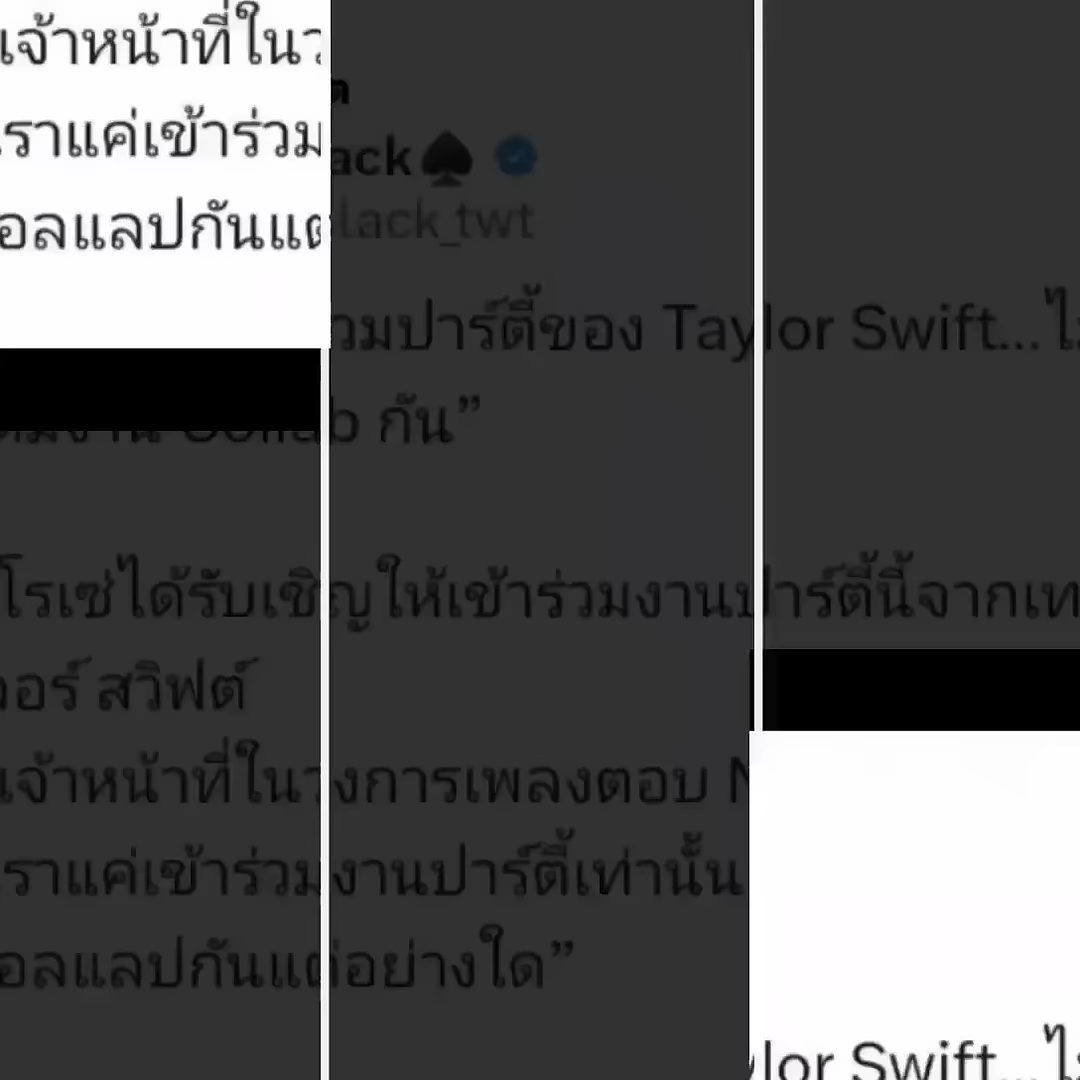 เจ้าหน้าที่ในว
ราแค่เข้าร่วม
อลแลปกันแต่
ack♠
lack_twt
วมปาร์ตี้ของ Taylor Swift...ไ
Collab กัน”
โรเซ่ได้รับเชิญให้เข้าร่วมงานปาร์ตี้นี้จากเท
ลอร์ สวิฟต์
เจ้าหน้าที่ในวงการเพลงตอบ N
ราแค่เข้าร่วมงานปาร์ตี้เท่านั้น
อลแลปกันแต่อย่างใด”
lor Swift...ไ